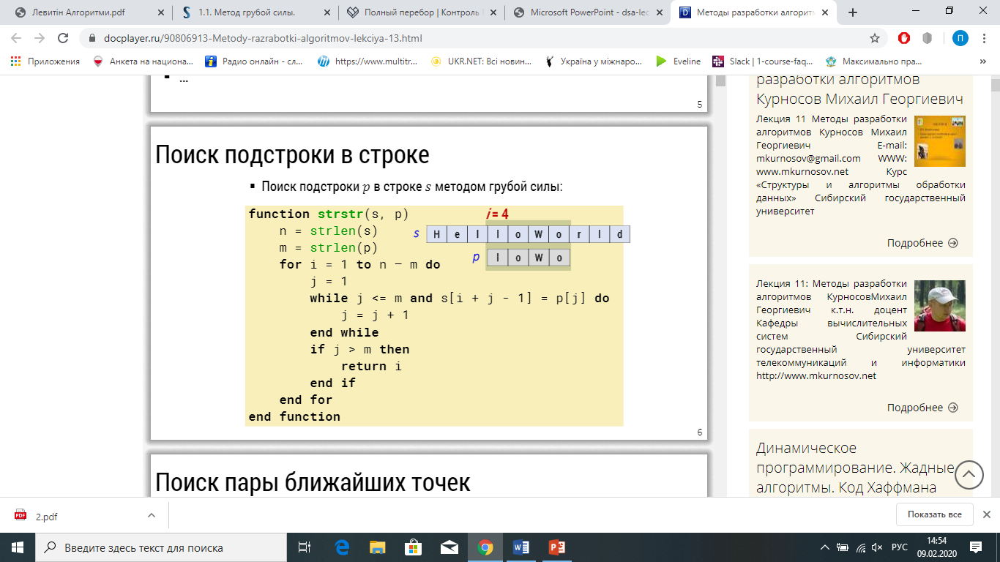 Левитін Алгоритми.pdf
1.1. Метод грубой силы.
Полный перебор | Контроль
Microsoft PowerPoint - dsa-lec
Методы разработки алгоритм
docplayer.ru/90806913-Metody-razrabotki-algoritmov-lekciya-13.html
П
Приложения
Анкета на национа...
Радио онлайн - сл...
https://www.multitr...
UKR.NET: Всі новин...
Україна у міжнаро...
Eveline
Slack | 1-course-faq...
Максимально пра...
»
...
5
Поиск подстроки в строке
Поиск подстроки p в строке s методом грубой силы:
function strstr(s, p)
i = 4
n = strlen(s)
s H e l l o W o r l d
m = strlen(p)
p l o W o
for i = 1 to n – m do
j = 1
while j <= m and s[i + j - 1] = p[j] do
j = j + 1
end while
if j > m then
return i
end if
end for
end function
6
Поиск пары ближайших точек
разработки алгоритмов
Курносов Михаил Георгиевич
Лекция 11 Методы разработки
алгоритмов Курносов Михаил
Георгиевич E-mail:
mkurnosov@gmail.com WWW:
www.mkurnosov.net Курс
«Структуры и алгоритмы обработки
данных» Сибирский государственный
университет
Подробнее
Лекция 11: Методы разработки
алгоритмов КурносовМихаил
Георгиевич к.т.н. доцент
Кафедры вычислительных
систем Сибирский
государственный университет
телекоммуникаций и информатики
http://www.mkurnosov.net
Подробнее
Динамическое
программирование. Жадные
алгоритмы. Код Хаффмана
2.pdf
Показать все
Введите здесь текст для поиска
РУС
14:54
09.02.2020